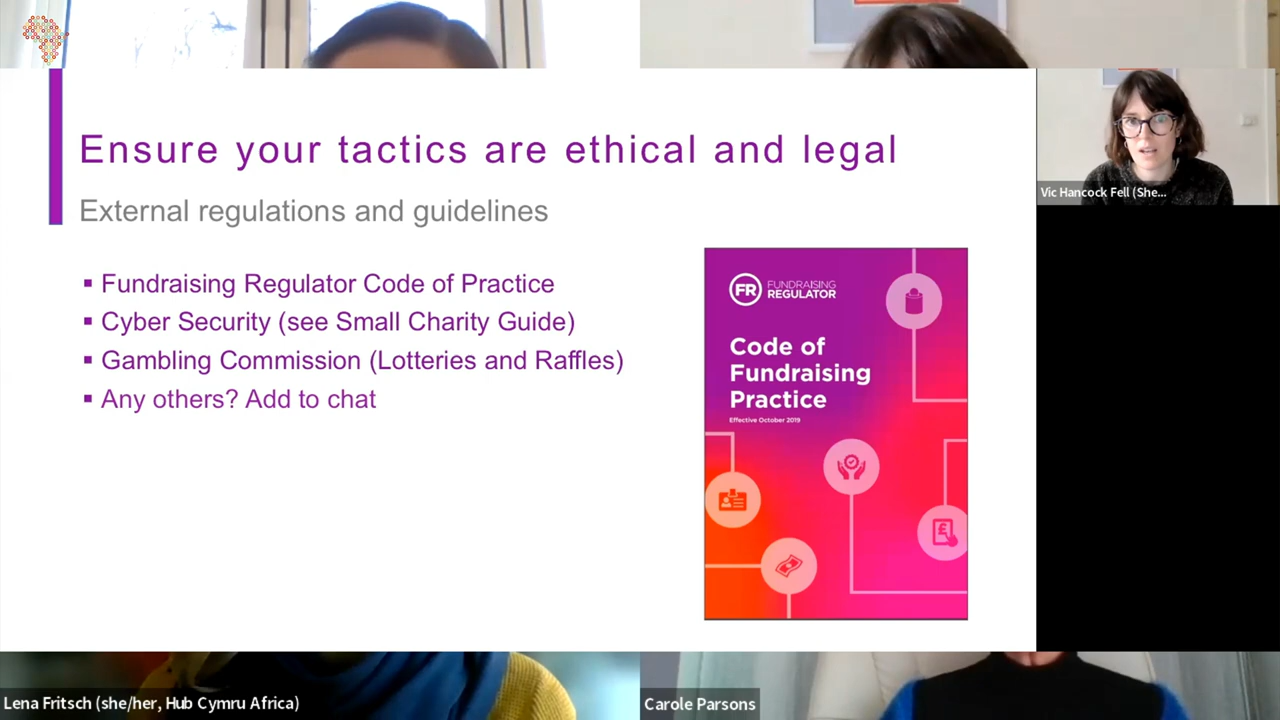 Ensure your tactics are ethical and legal
External regulations and guidelines
▪ Fundraising Regulator Code of Practice
▪ Cyber Security (see Small Charity Guide)
▪ Gambling Commission (Lotteries and Raffles)
▪ Any others? Add to chat
FR FUNDRAISING
REGULATOR
Code of
Fundraising
Practice
Effective October 2019
£
Vic Hancock Fell (She...
Lena Fritsch (she/her, Hub Cymru Africa)
Carole Parsons